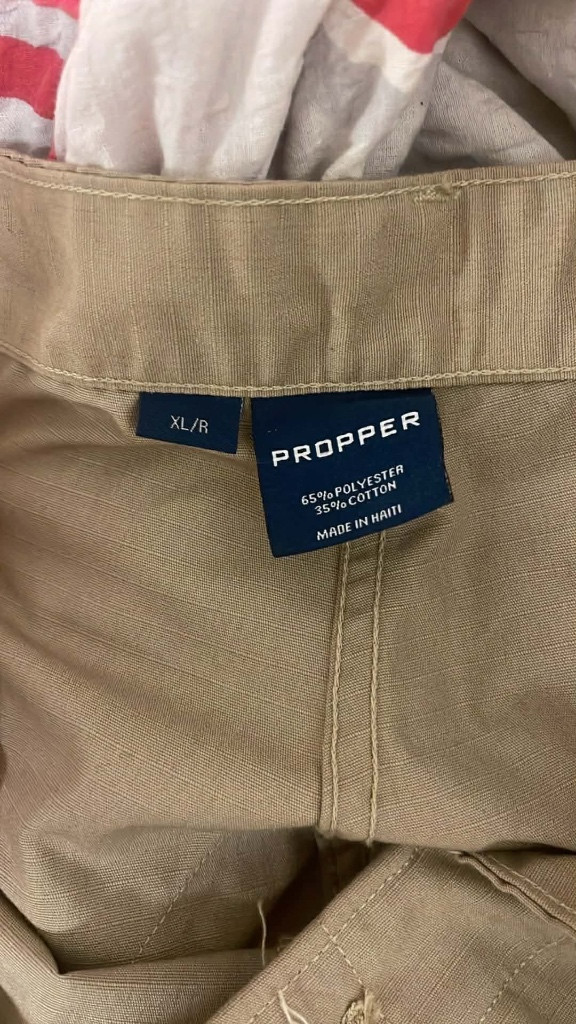 XL/R
PROPPER
65% POLYESTER
35% COTTON
MADE IN HAITI